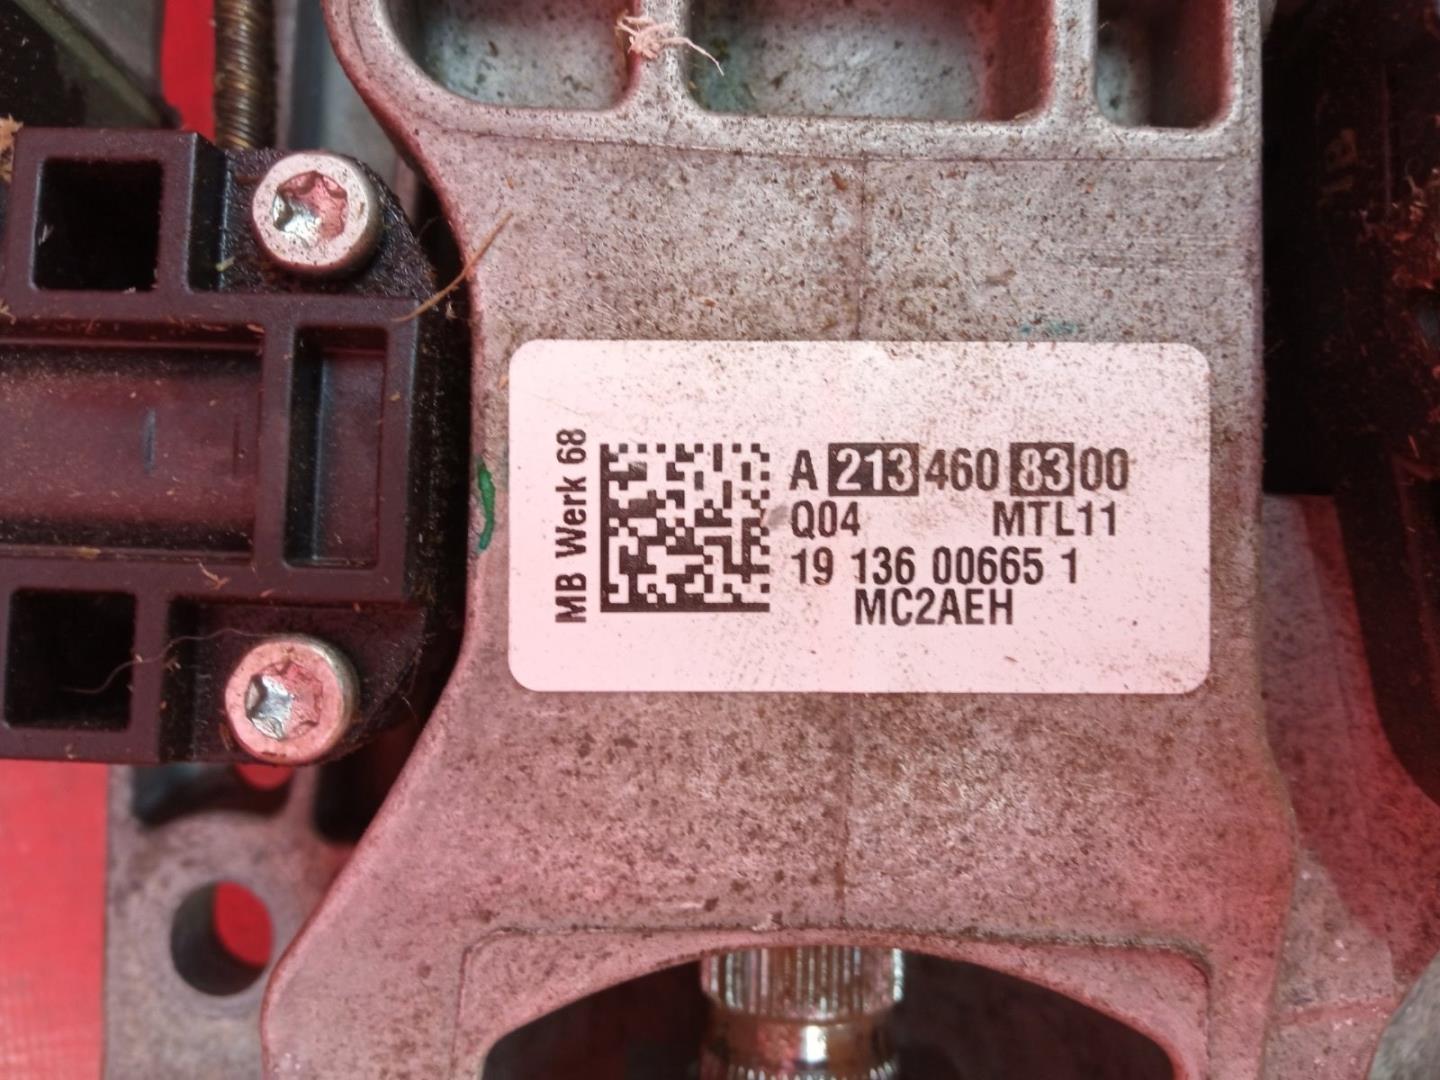 MB Werk 68
A 213 460 83 00
Q04 MTL11
19 136 00665 1
MC2AEH